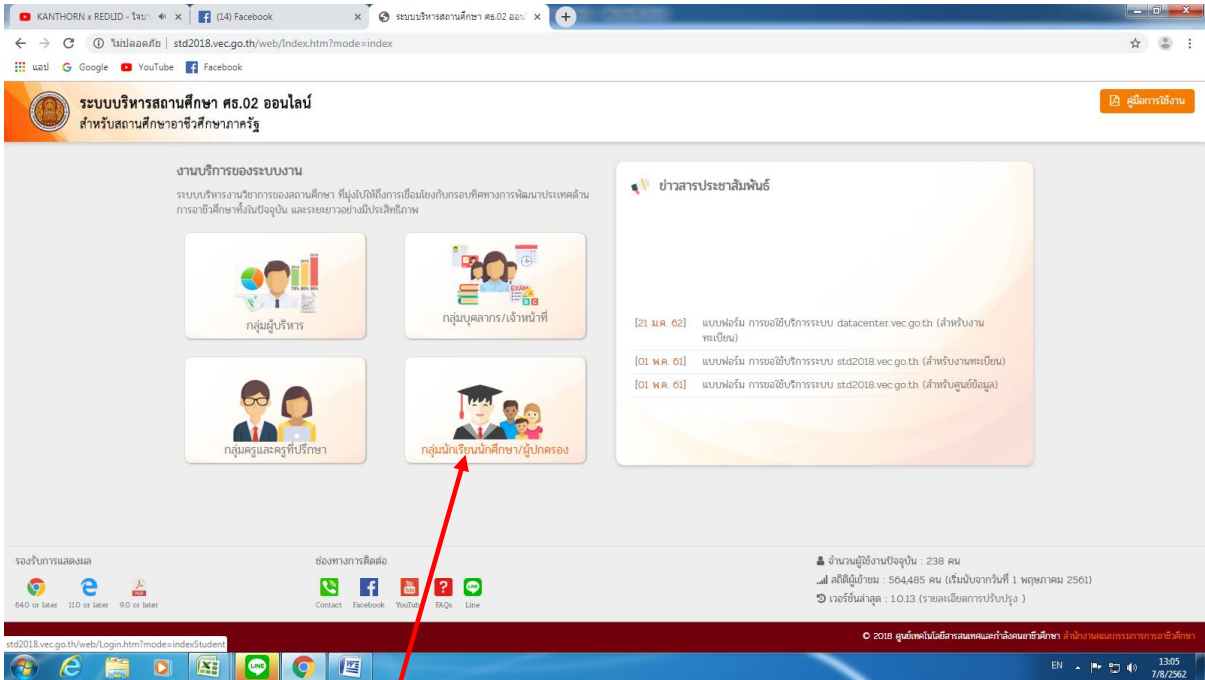 KANTHORN x REDLID - ใจบา
(14) Facebook
ระบบบริหารสถานศึกษา ศธ.02 ออน
ไม่ปลอดภัย | std2018.vec.go.th/web/Index.htm?mode=index
แอป Google YouTube Facebook
ระบบบริหารสถานศึกษา ศธ.02 ออนไลน์
สำหรับสถานศึกษาอาชีวศึกษาภาครัฐ
คู่มือการใช้งาน
งานบริการของระบบงาน
ระบบบริหารงานวิชาการของสถานศึกษา ที่มุ่งไปให้ถึงการเชื่อมโยงกับกรอบทิศทางการพัฒนาประเทศด้าน
การอาชีวศึกษาทั้งในปัจจุบัน และระยะยาวอย่างมีประสิทธิภาพ
กลุ่มผู้บริหาร
กลุ่มบุคลากร/เจ้าหน้าที่
EXAM
กลุ่มครูและครูที่ปรึกษา
กลุ่มนักเรียนนักศึกษา/ผู้ปกครอง
ข่าวสารประชาสัมพันธ์
[21 ม.ค. 62] แบบฟอร์ม การขอใช้บริการระบบ datacenter.vec.go.th (สำหรับงาน
ทะเบียน)
[01 พ.ค. 61] แบบฟอร์ม การขอใช้บริการระบบ std2018.vec.go.th (สำหรับงานทะเบียน)
[01 พ.ค. 61] แบบฟอร์ม การขอใช้บริการระบบ std2018.vec.go.th (สำหรับศูนย์ข้อมูล)
รองรับการแสดงผล
64.0 or later 11.0 or later 9.0 or later
ช่องทางการติดต่อ
Contact Facebook YouTube FAQs Line
จำนวนผู้ใช้งานปัจจุบัน : 238 คน
สถิติผู้เข้าชม : 564,485 คน (เริ่มนับจากวันที่ 1 พฤษภาคม 2561)
เวอร์ชั่นล่าสุด : 1.0.13 (รายละเอียดการปรับปรุง )
© 2018 ศูนย์เทคโนโลยีสารสนเทศและกำลังคนอาชีวศึกษา สำนักงานคณะกรรมการการอาชีวศึกษา
std2018.vec.go.th/web/Login.htm?mode=indexStudent
EN
13:05
7/8/2562